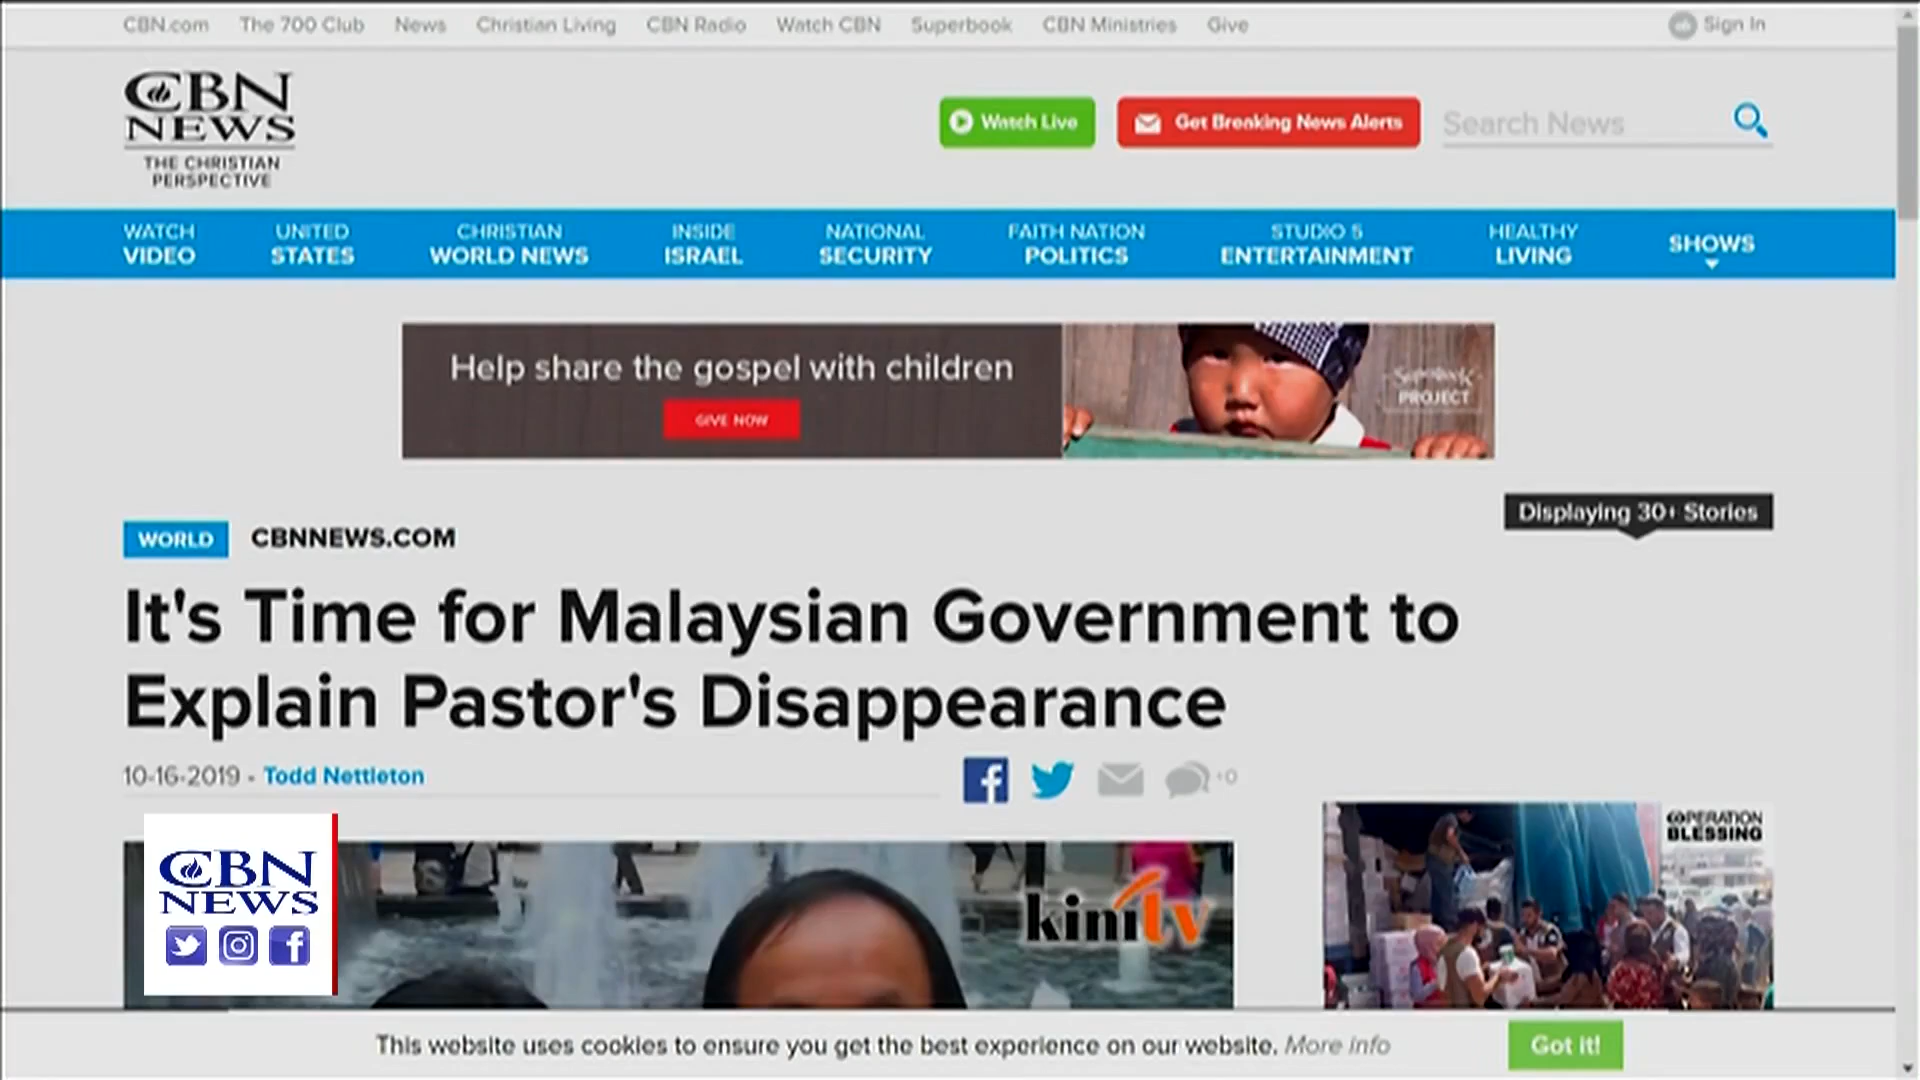 CBN.com The 700 Club News Christian Living CBN Radio Watch CBN Superbook CBN Ministries Give Sign In
CBN
NEWS
THE CHRISTIAN
PERSPECTIVE
Watch Live
Get Breaking News Alerts
Search News
WATCH
VIDEO
UNITED
STATES
CHRISTIAN
WORLD NEWS
INSIDE
ISRAEL
NATIONAL
SECURITY
FAITH NATION
POLITICS
STUDIO 5
ENTERTAINMENT
HEALTHY
LIVING
SHOWS
Help share the gospel with children
GIVE NOW
Superbook
PROJECT
Displaying 30+ Stories
WORLD CBNNEWS.COM
It's Time for Malaysian Government to
Explain Pastor's Disappearance
10-16-2019 - Todd Nettleton
+0
kinitv
OPERATION
BLESSING
CBN
NEWS
This website uses cookies to ensure you get the best experience on our website. More info
Got it!